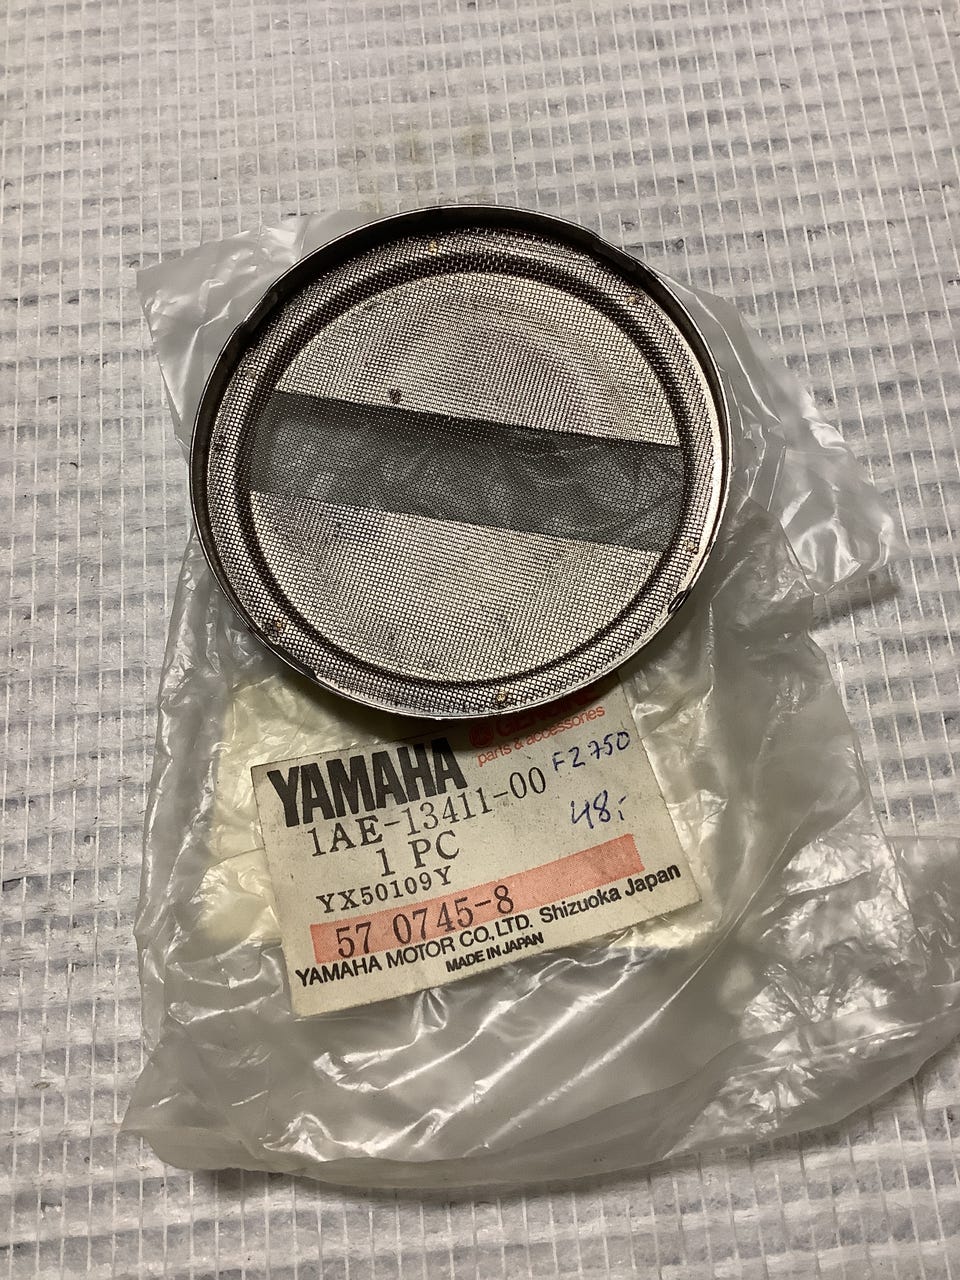 GENUINE
parts & accessories
YAMAHA
FZ750
1AE-13411-00
48,-
1 PC
YX50109Y
57 0745-8
YAMAHA MOTOR CO., LTD. Shizuoka Japan
MADE IN JAPAN